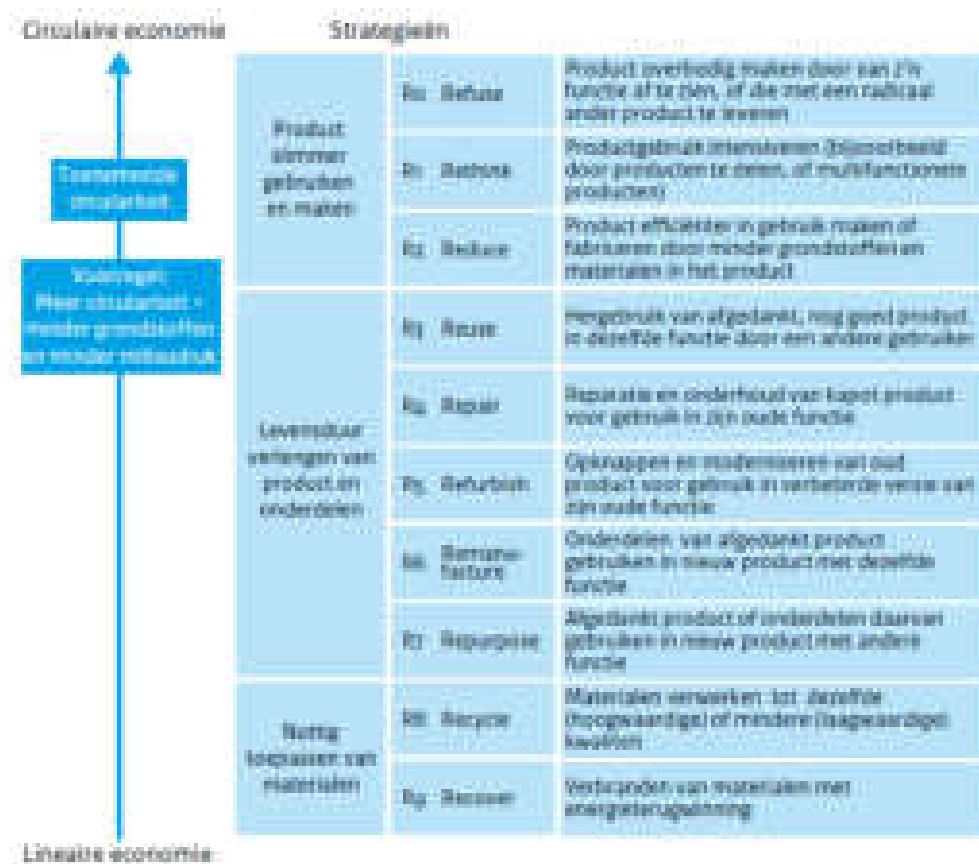 Circulaire economie
Strategieën
Toenemende
circulariteit
Vuistregel:
Meer circulariteit =
minder grondstoffen
en minder milieudruk
Product
slimmer
gebruiken
en maken
R0 Refuse
Product overbodig maken door van z'n
functie af te zien, of die met een radicaal
ander product te leveren
R1 Rethink
Productgebruik intensiveren (bijvoorbeeld
door producten te delen, of multifunctionele
producten)
R2 Reduce
Product efficiënter in gebruik maken of
fabriceren door minder grondstoffen en
materialen in het product
Levensduur
verlengen van
product en
onderdelen
R3 Reuse
Hergebruik van afgedankt, nog goed product,
in dezelfde functie door een andere gebruiker
R4 Repair
Reparatie en onderhoud van kapot product
voor gebruik in zijn oude functie
R5 Refurbish
Opknappen en moderniseren van oud
product voor gebruik in verbeterde versie van
zijn oude functie
R6 Remanu-
facture
Onderdelen van afgedankt product
gebruiken in nieuw product met dezelfde
functie
R7 Repurpose
Afgedankt product of onderdelen daarvan
gebruiken in nieuw product met andere
functie
Nuttig
toepassen van
materialen
R8 Recycle
Materialen verwerken tot dezelfde
(hoogwaardige) of mindere (laagwaardige)
kwaliteit
R9 Recover
Verbranden van materialen met
energieterugwinning
Lineaire economie